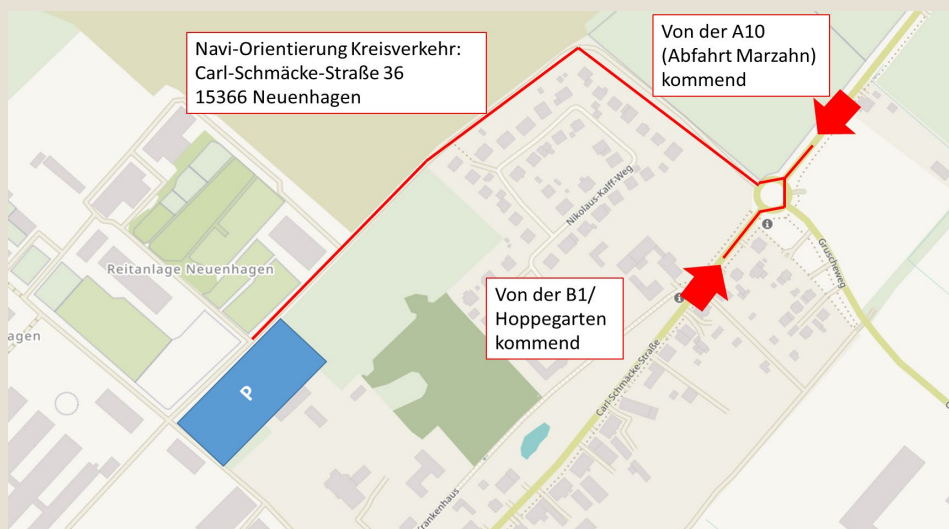 Navi-Orientierung Kreisverkehr:
Carl-Schmäcke-Straße 36
15366 Neuenhagen
Von der A10
(Abfahrt Marzahn)
kommend
Nikolaus-Kalff-Weg
Gruscheweg
Reitanlage Neuenhagen
Von der B1/
Hoppegarten
kommend
agen
Carl-Schmäcke-Straße
P
Krankenhaus